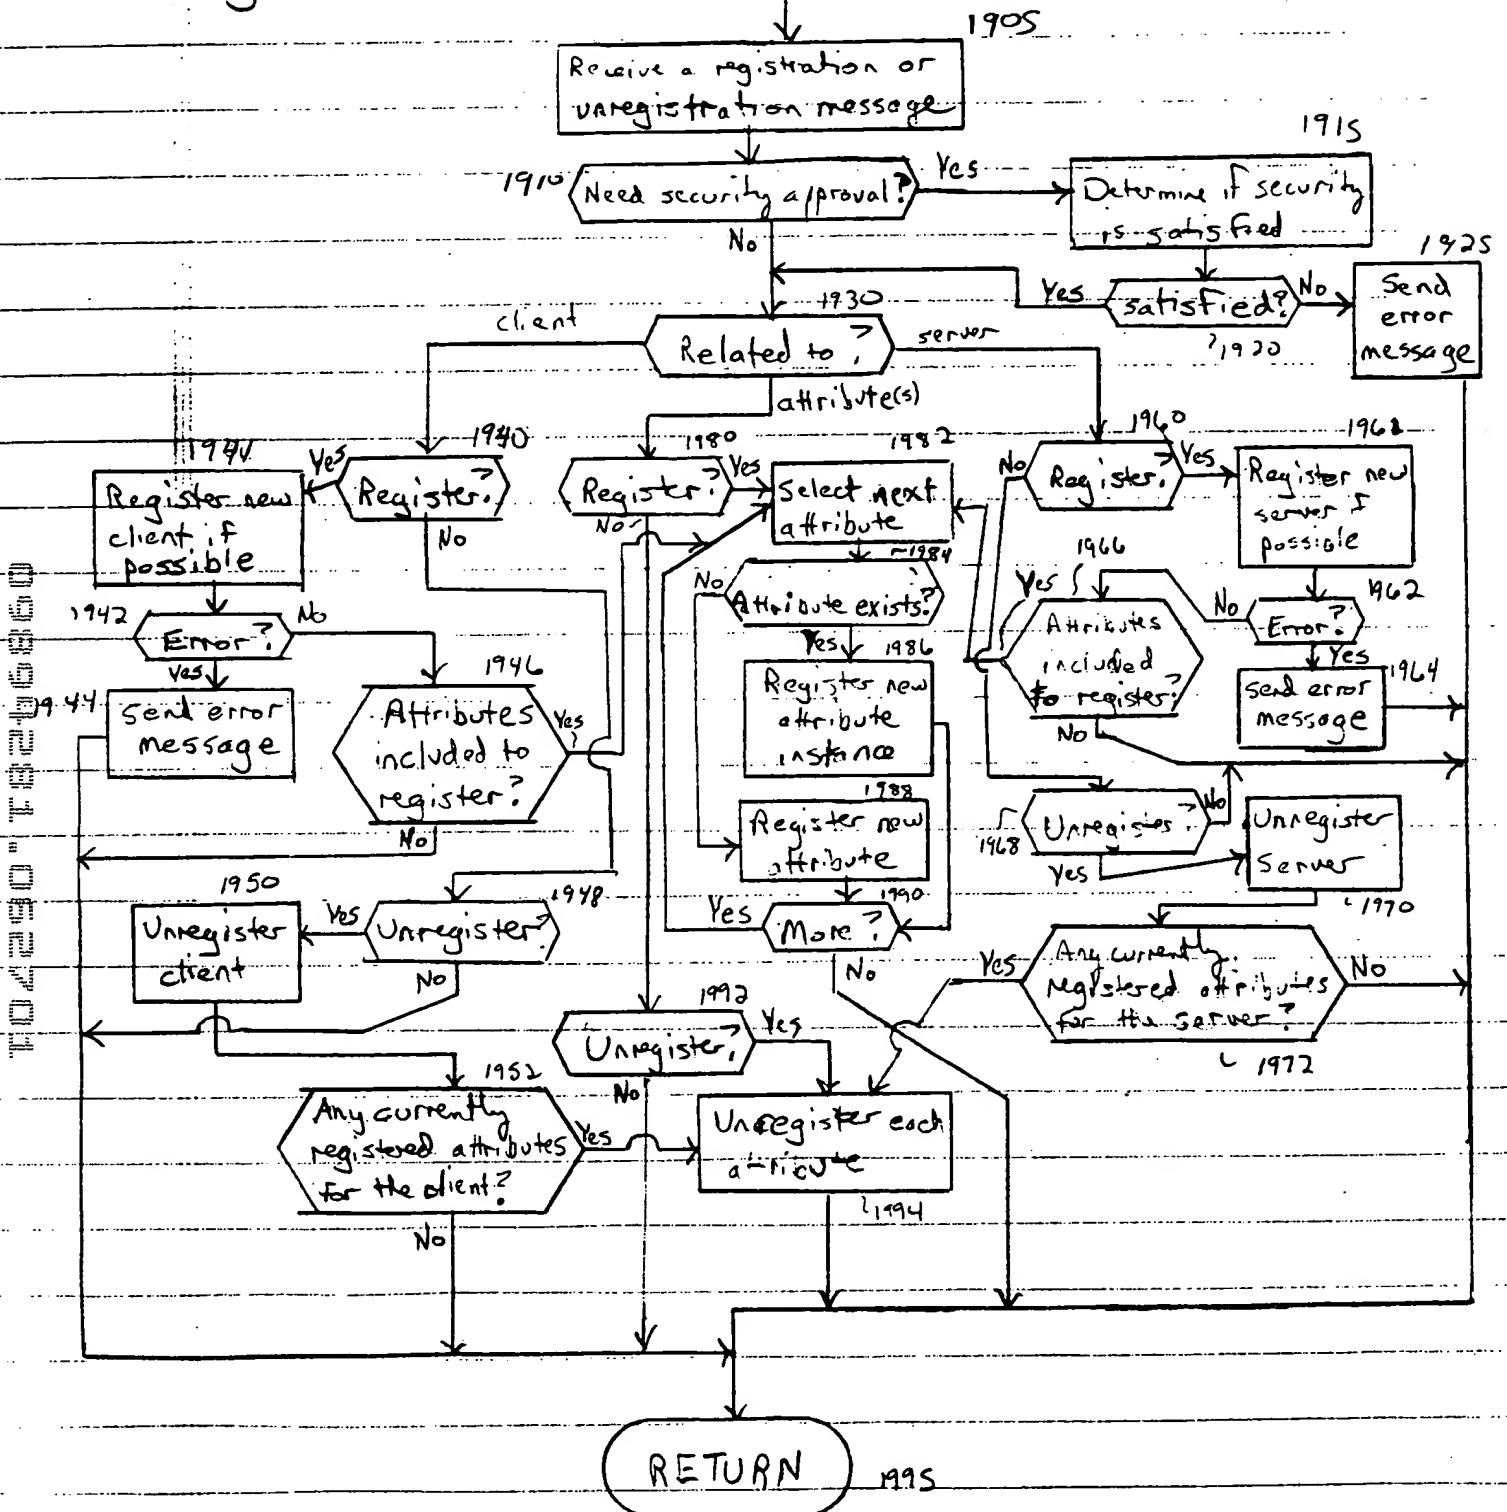 1905
Receive a registration or
unregistration message
1910
Need security approval?
Yes
No
1915
Determine if security
is satisfied
1925
Send
error
message
satisfied?
Yes
No
1920
1930
Related to ?
client
server
attribute(s)
1940
Register?
Yes
No
1941
Register new
client if
possible
1942
Error?
No
Yes
1944
Send error
message
1946
Attributes
included to
register?
Yes
No
1948
Unregister?
Yes
No
1950
Unregister
client
1952
Any currently
registered attributes
for the client?
Yes
No
1980
Register?
Yes
No
1982
Select next
attribute
1984
Attribute exists?
No
Yes
1986
Register new
attribute
instance
1988
Register new
attribute
1990
More?
Yes
No
1992
Unregister?
Yes
No
Unregister each
attribute
1994
1960
Register?
No
Yes
Register new
server if
possible
1962
Error?
No
Yes
1964
Send error
message
1966
Attributes
included
to register?
Yes
No
1968
Unregister?
No
Yes
Unregister
Server
1970
Any currently
registered attributes
for the server?
Yes
No
1972
RETURN
1995